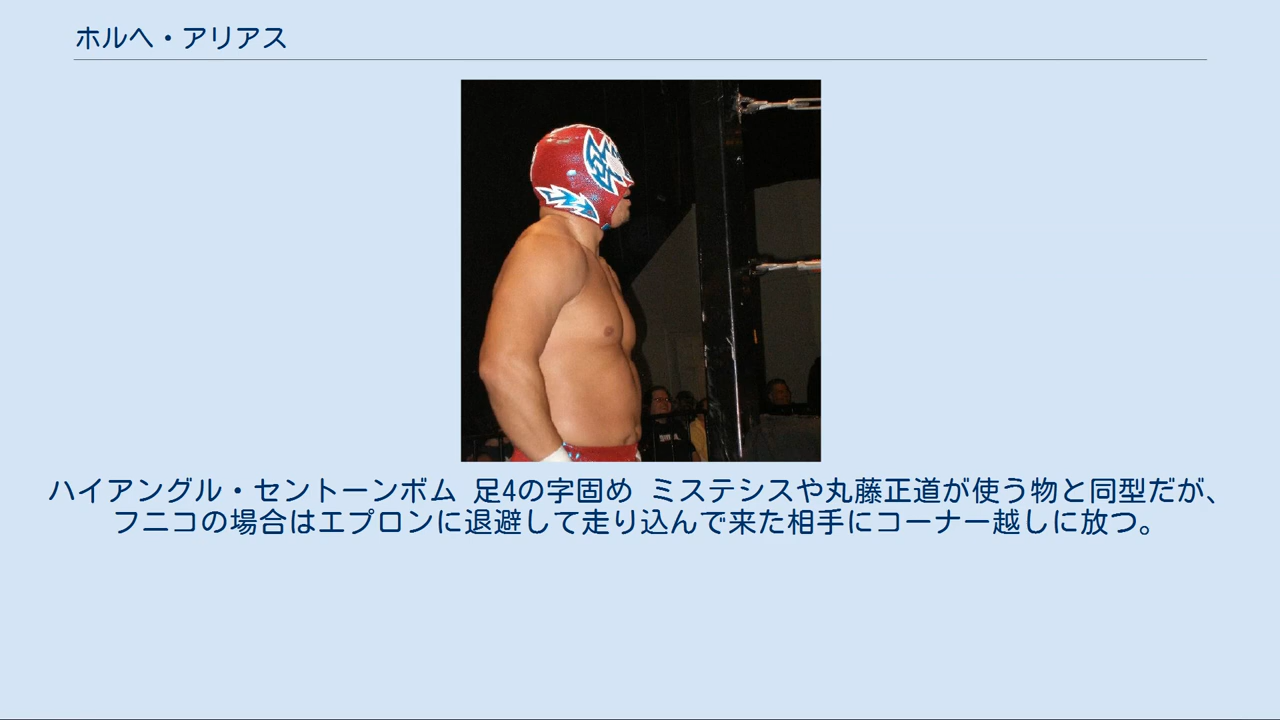 ホルヘ・アリアス
ハイアングル・セントーンボム 足4の字固め ミステシスや丸藤正道が使う物と同型だが、
フニコの場合はエプロンに退避して走り込んで来た相手にコーナー越しに放つ。